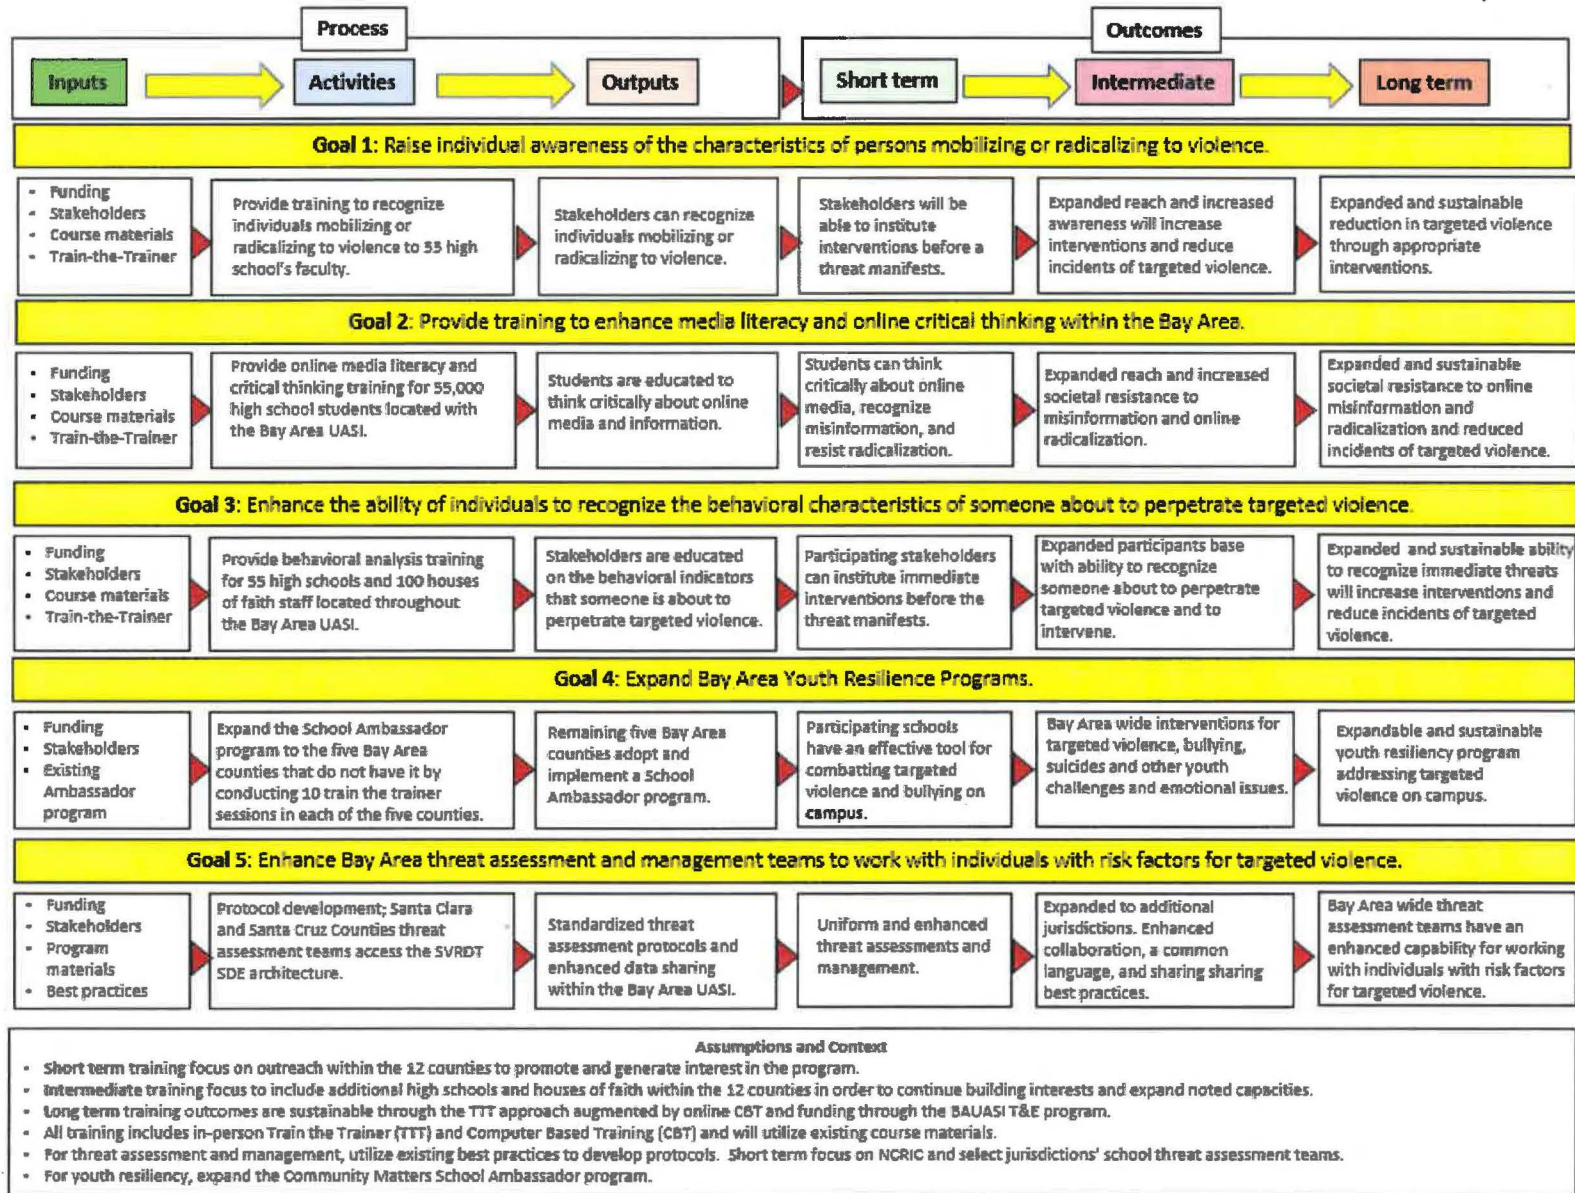 Process
Outcomes
Inputs
Activities
Outputs
Short term
Intermediate
Long term
Goal 1: Raise individual awareness of the characteristics of persons mobilizing or radicalizing to violence.
- Funding
- Stakeholders
- Course materials
- Train-the-Trainer
Provide training to recognize
individuals mobilizing or
radicalizing to violence to 55 high
school's faculty.
Stakeholders can recognize
individuals mobilizing or
radicalizing to violence.
Stakeholders will be
able to institute
interventions before a
threat manifests.
Expanded reach and increased
awareness will increase
interventions and reduce
incidents of targeted violence.
Expanded and sustainable
reduction in targeted violence
through appropriate
interventions.
Goal 2: Provide training to enhance media literacy and online critical thinking within the Bay Area.
• Funding
• Stakeholders
• Course materials
• Train-the-Trainer
Provide online media literacy and
critical thinking training for 55,000
high school students located with
the Bay Area UASI.
Students are educated to
think critically about online
media and information.
Students can think
critically about online
media, recognize
misinformation, and
resist radicalization.
Expanded reach and increased
societal resistance to
misinformation and online
radicalization.
Expanded and sustainable
societal resistance to online
misinformation and
radicalization and reduced
incidents of targeted violence.
Goal 3: Enhance the ability of individuals to recognize the behavioral characteristics of someone about to perpetrate targeted violence.
▪ Funding
▪ Stakeholders
▪ Course materials
▪ Train-the-Trainer
Provide behavioral analysis training
for 55 high schools and 100 houses
of faith staff located throughout
the Bay Area UASI.
Stakeholders are educated
on the behavioral indicators
that someone is about to
perpetrate targeted violence.
Participating stakeholders
can institute immediate
interventions before the
threat manifests.
Expanded participants base
with ability to recognize
someone about to perpetrate
targeted violence and to
intervene.
Expanded and sustainable ability
to recognize immediate threats
will increase interventions and
reduce incidents of targeted
violence.
Goal 4: Expand Bay Area Youth Resilience Programs.
▪ Funding
▪ Stakeholders
▪ Existing
Ambassador
program
Expand the School Ambassador
program to the five Bay Area
counties that do not have it by
conducting 10 train the trainer
sessions in each of the five counties.
Remaining five Bay Area
counties adopt and
implement a School
Ambassador program.
Participating schools
have an effective tool for
combatting targeted
violence and bullying on
campus.
Bay Area wide interventions for
targeted violence, bullying,
suicides and other youth
challenges and emotional issues.
Expandable and sustainable
youth resiliency program
addressing targeted
violence on campus.
Goal 5: Enhance Bay Area threat assessment and management teams to work with individuals with risk factors for targeted violence.
• Funding
• Stakeholders
• Program
materials
• Best practices
Protocol development; Santa Clara
and Santa Cruz Counties threat
assessment teams access the SVRDT
SDE architecture.
Standardized threat
assessment protocols and
enhanced data sharing
within the Bay Area UASI.
Uniform and enhanced
threat assessments and
management.
Expanded to additional
jurisdictions. Enhanced
collaboration, a common
language, and sharing sharing
best practices.
Bay Area wide threat
assessment teams have an
enhanced capability for working
with individuals with risk factors
for targeted violence.
Assumptions and Context
• Short term training focus on outreach within the 12 counties to promote and generate interest in the program.
• Intermediate training focus to include additional high schools and houses of faith within the 12 counties in order to continue building interests and expand noted capacities.
• Long term training outcomes are sustainable through the TTT approach augmented by online CBT and funding through the BAUASI T&E program.
• All training includes in-person Train the Trainer (TTT) and Computer Based Training (CBT) and will utilize existing course materials.
• For threat assessment and management, utilize existing best practices to develop protocols. Short term focus on NCRIC and select jurisdictions' school threat assessment teams.
• For youth resiliency, expand the Community Matters School Ambassador program.